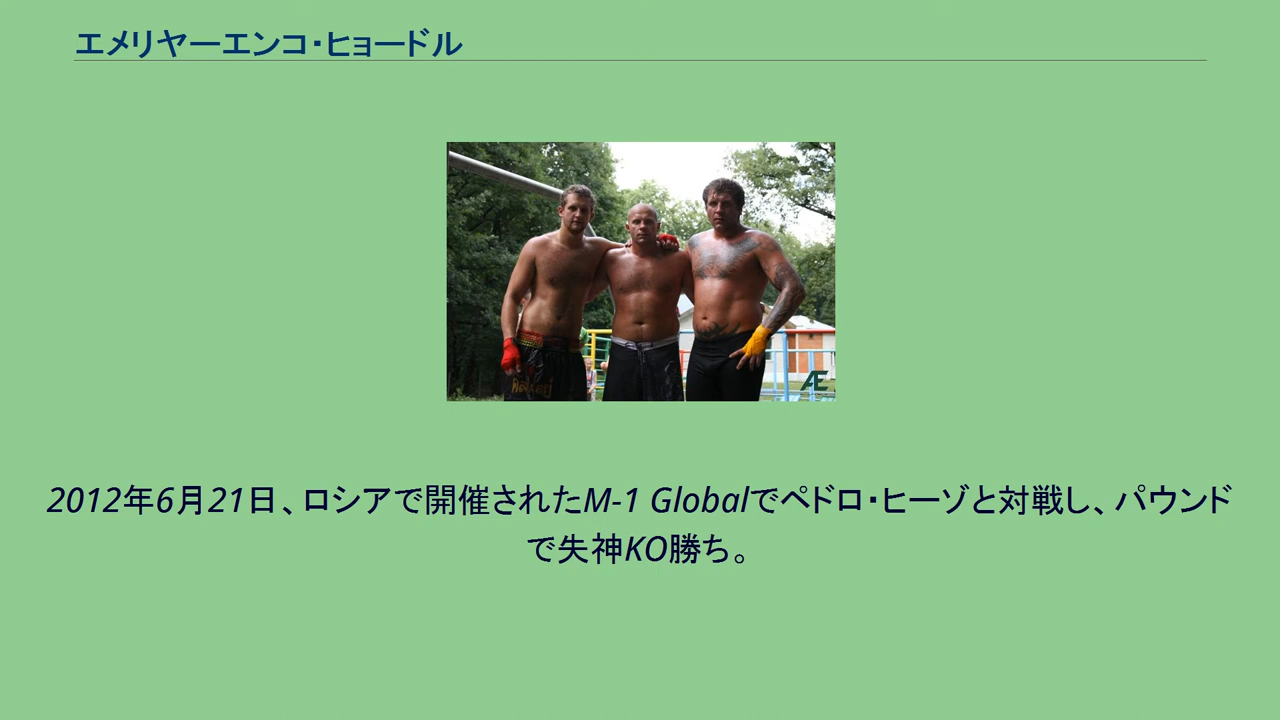 エメリヤーエンコ・ヒョードル
Æ
2012年6月21日、ロシアで開催されたM-1 Globalでペドロ・ヒーゾと対戦し、パウンド
で失神KO勝ち。